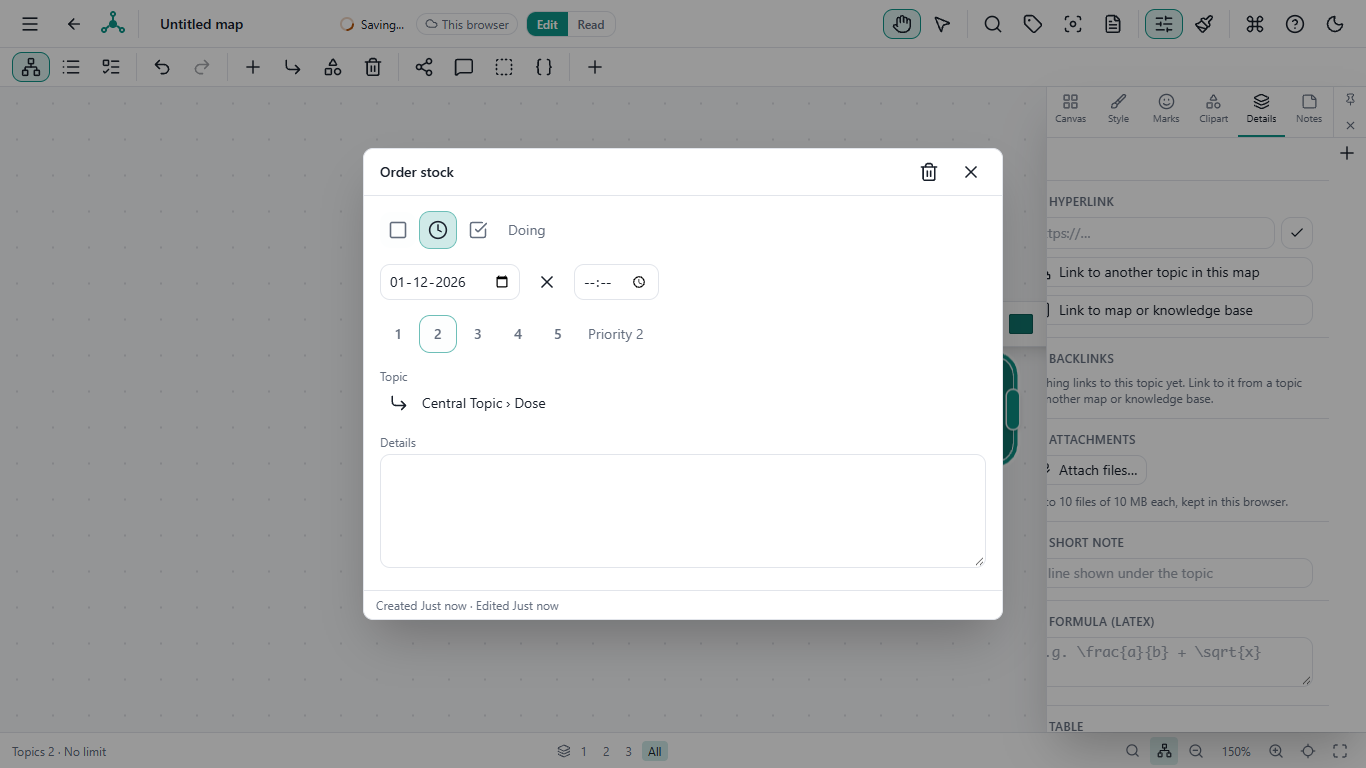 Untitled map
Saving...
This browser
Edit
Read
Canvas
Style
Marks
Clipart
Details
Notes
Order stock
Doing
01-12-2026
--:--
1 2 3 4 5 Priority 2
Topic
Central Topic › Dose
Details
Created Just now · Edited Just now
HYPERLINK
tps://...
Link to another topic in this map
Link to map or knowledge base
BACKLINKS
hing links to this topic yet. Link to it from a topic
nother map or knowledge base.
ATTACHMENTS
Attach files...
to 10 files of 10 MB each, kept in this browser.
SHORT NOTE
line shown under the topic
FORMULA (LATEX)
.g. \frac{a}{b} + \sqrt{x}
TABLE
Topics 2 · No limit
1 2 3 All
150%